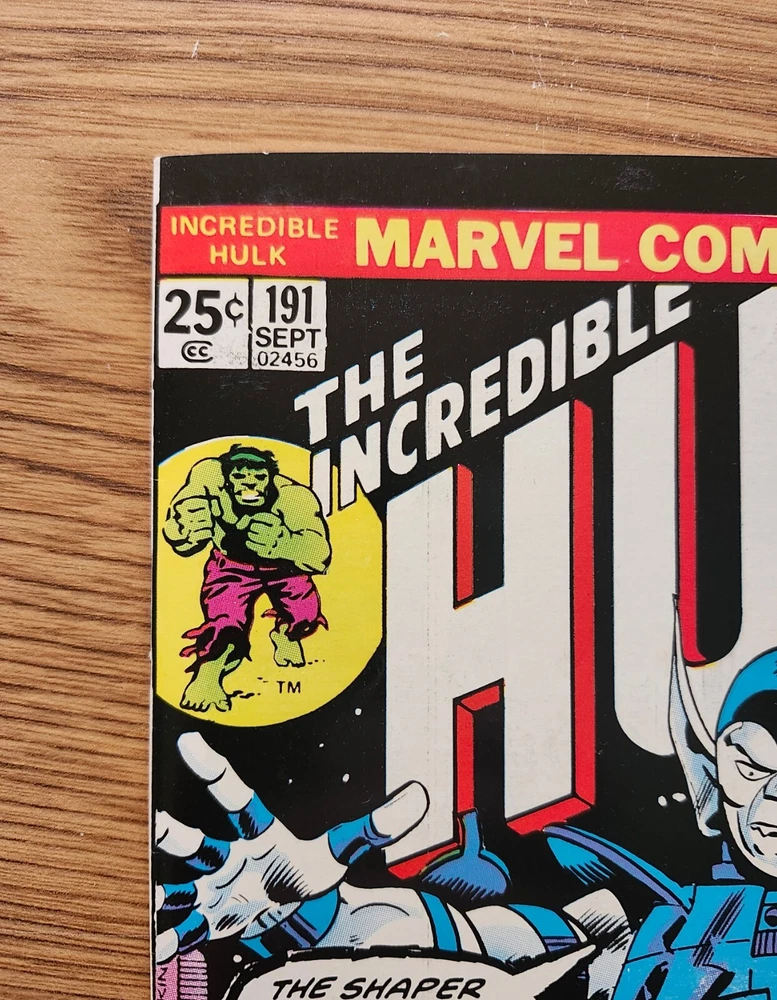 INCREDIBLE
HULK
MARVEL COM
25¢
CC
191
SEPT
02456
THE
INCREDIBLE
HU
TM
THE SHAPER